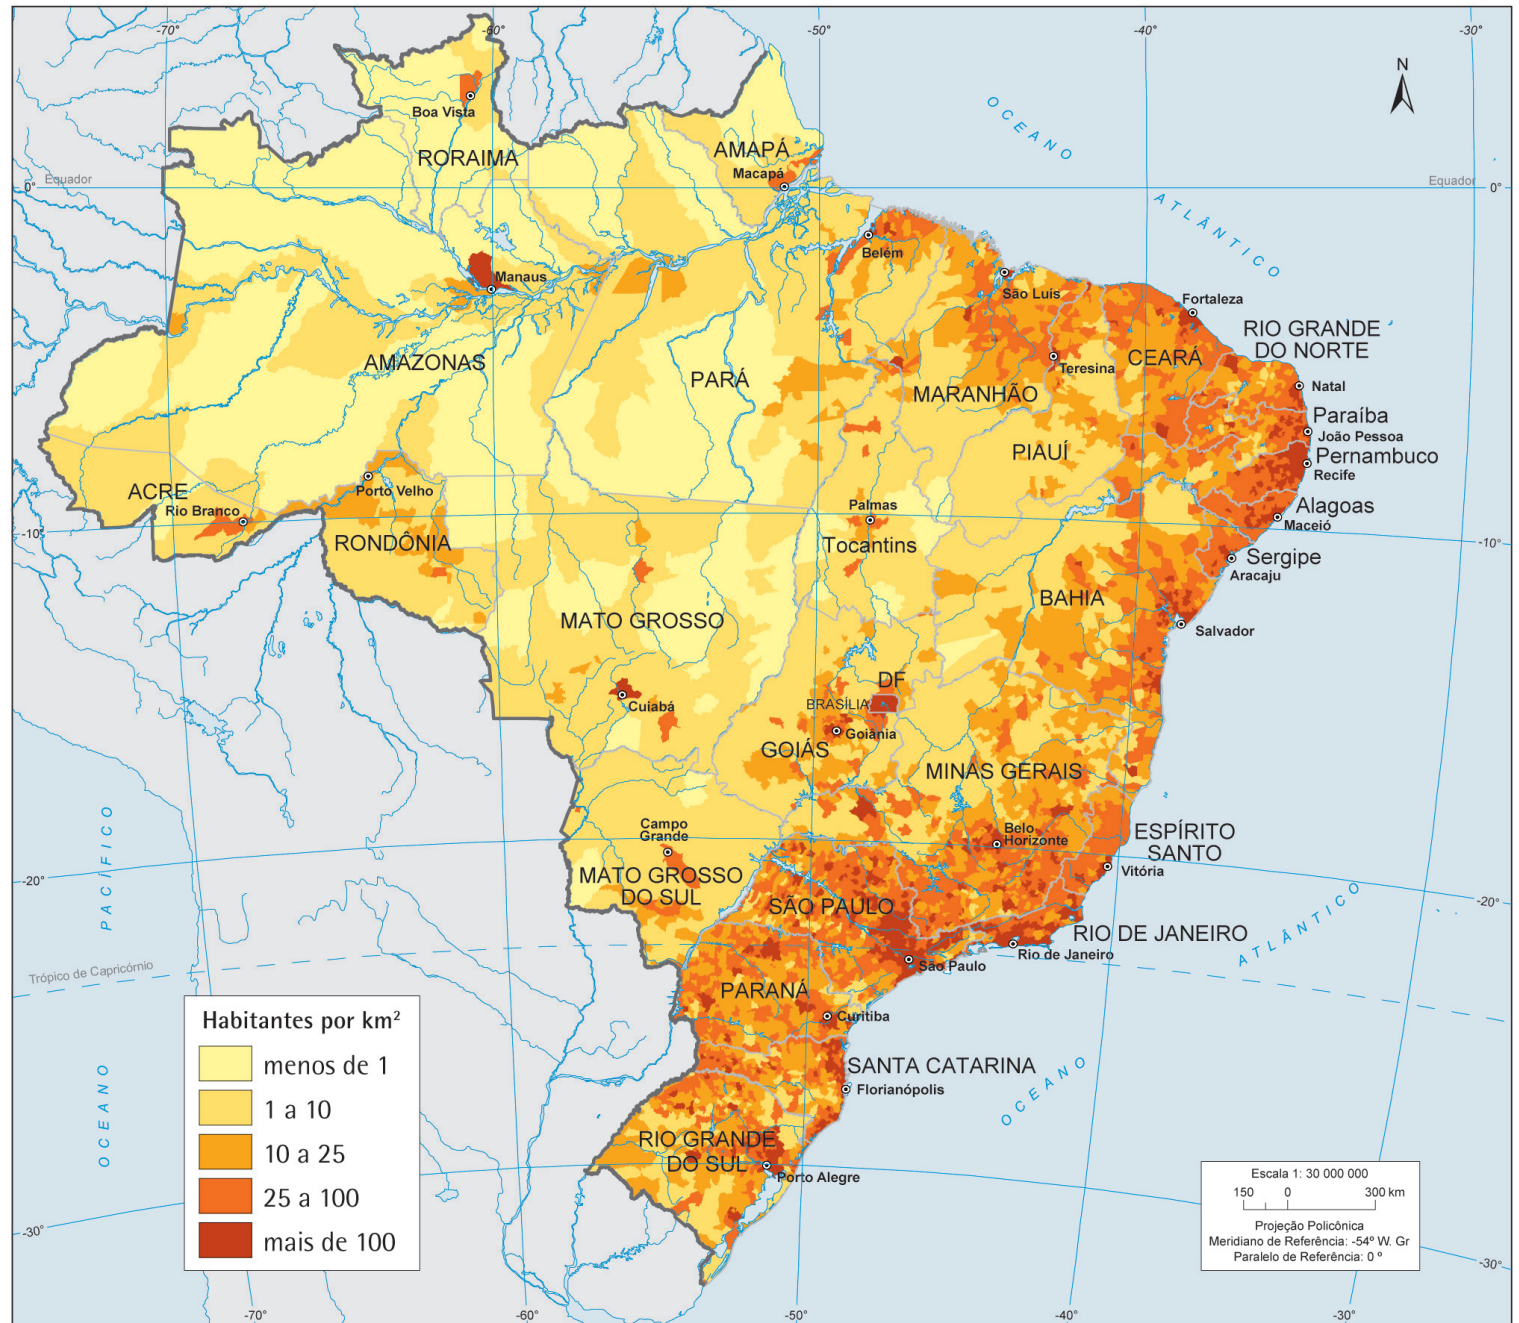 -70°
-60°
-50°
-40°
-30°
N
OCEANO
ATLÂNTICO
Boa Vista
RORAIMA
AMAPÁ
Macapá
0°
Equador
Equador
0°
Belém
Manaus
São Luís
Fortaleza
RIO GRANDE
DO NORTE
AMAZONAS
PARÁ
Teresina
CEARÁ
MARANHÃO
Natal
Paraíba
João Pessoa
PIAUÍ
Pernambuco
Recife
ACRE
Rio Branco
Porto Velho
Palmas
Alagoas
Maceió
-10°
RONDÔNIA
Tocantins
-10°
Sergipe
Aracaju
MATO GROSSO
BAHIA
Salvador
DF
BRASÍLIA
Cuiabá
Goiânia
GOIÁS
MINAS GERAIS
Campo
Grande
Belo
Horizonte
ESPÍRITO
SANTO
Vitória
-20°
MATO GROSSO
DO SUL
SÃO PAULO
-20°
OCEANO
PACÍFICO
RIO DE JANEIRO
Rio de Janeiro
ATLÂNTICO
Trópico de Capricórnio
São Paulo
PARANÁ
Curitiba
SANTA CATARINA
Florianópolis
OCEANO
RIO GRANDE
DO SUL
Porto Alegre
Habitantes por km²
menos de 1
1 a 10
10 a 25
25 a 100
mais de 100
Escala 1: 30 000 000
150 0 300 km
Projeção Policônica
Meridiano de Referência: -54º W. Gr
Paralelo de Referência: 0 º
-30°
-30°
-70°
-60°
-50°
-40°
-30°